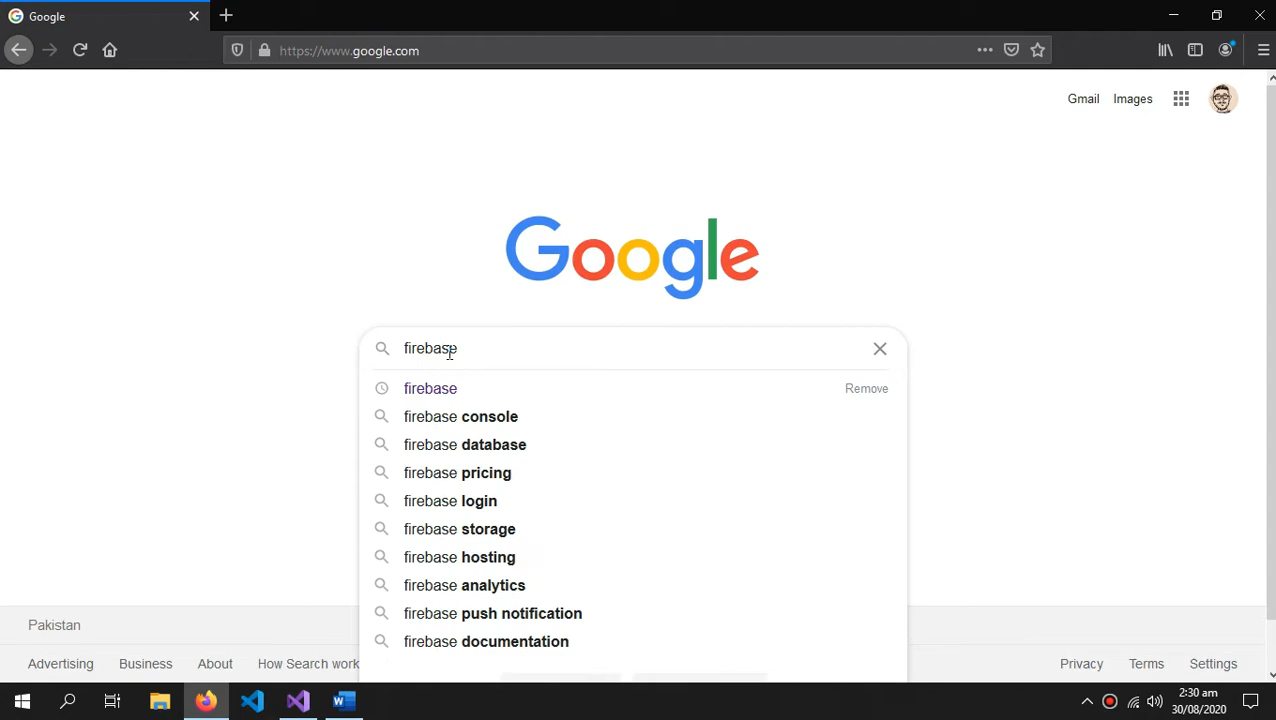 Google
https://www.google.com
Gmail Images
Google
firebase
firebase Remove
firebase console
firebase database
firebase pricing
firebase login
firebase storage
firebase hosting
firebase analytics
firebase push notification
firebase documentation
Pakistan
Advertising Business About How Search work Privacy Terms Settings
2:30 am
30/08/2020